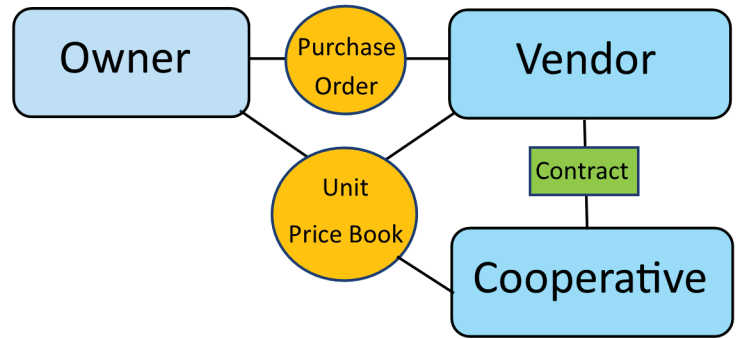 Owner
Purchase
Order
Vendor
Unit
Price Book
Contract
Cooperative